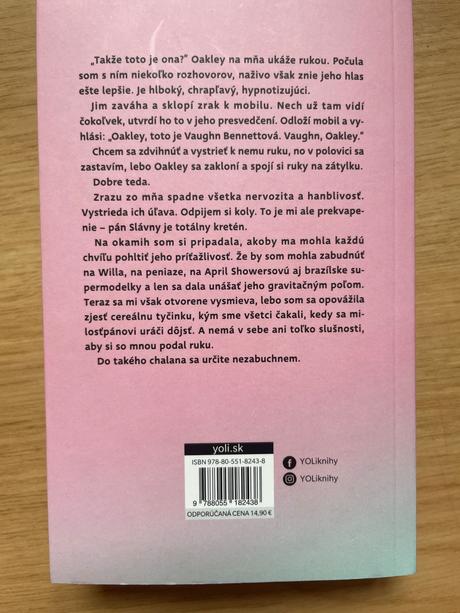 „Takže toto je ona?“ Oakley na mňa ukáže rukou. Počula
som s ním niekoľko rozhovorov, naživo však znie jeho hlas
ešte lepšie. Je hlboký, chrapľavý, hypnotizujúci.
Jim zaváha a sklopí zrak k mobilu. Nech už tam vidí
čokoľvek, utvrdí ho to v jeho presvedčení. Odloží mobil a vy-
hlási: „Oakley, toto je Vaughn Bennettová. Vaughn, Oakley.“
Chcem sa zdvihnúť a vystrieť k nemu ruku, no v polovici sa
zastavím, lebo Oakley sa zakloní a spojí si ruky na zátylku.
Dobre teda.
Zrazu zo mňa spadne všetka nervozita a hanblivosť.
Vystrieda ich úľava. Odpijem si koly. To je mi ale prekvape-
nie – pán Slávny je totálny kretén.
Na okamih som si pripadala, akoby ma mohla každú
chvíľu pohltiť jeho príťažlivosť. Že by som mohla zabudnúť
na Willa, na peniaze, na April Showersovú aj brazílske su-
permodelky a len sa dala unášať jeho gravitačným poľom.
Teraz sa mi však otvorene vysmieva, lebo som sa opovážila
zjesť cereálnu tyčinku, kým sme všetci čakali, kedy sa mi-
losťpánovi uráči dôjsť. A nemá v sebe ani toľko slušnosti,
aby si so mnou podal ruku.
Do takého chalana sa určite nezabuchnem.
yoli.sk
ISBN 978-80-551-8243-8
9 788055 182438
ODPORÚČANÁ CENA 14,90 €
YOLiknihy
YOLiknihy